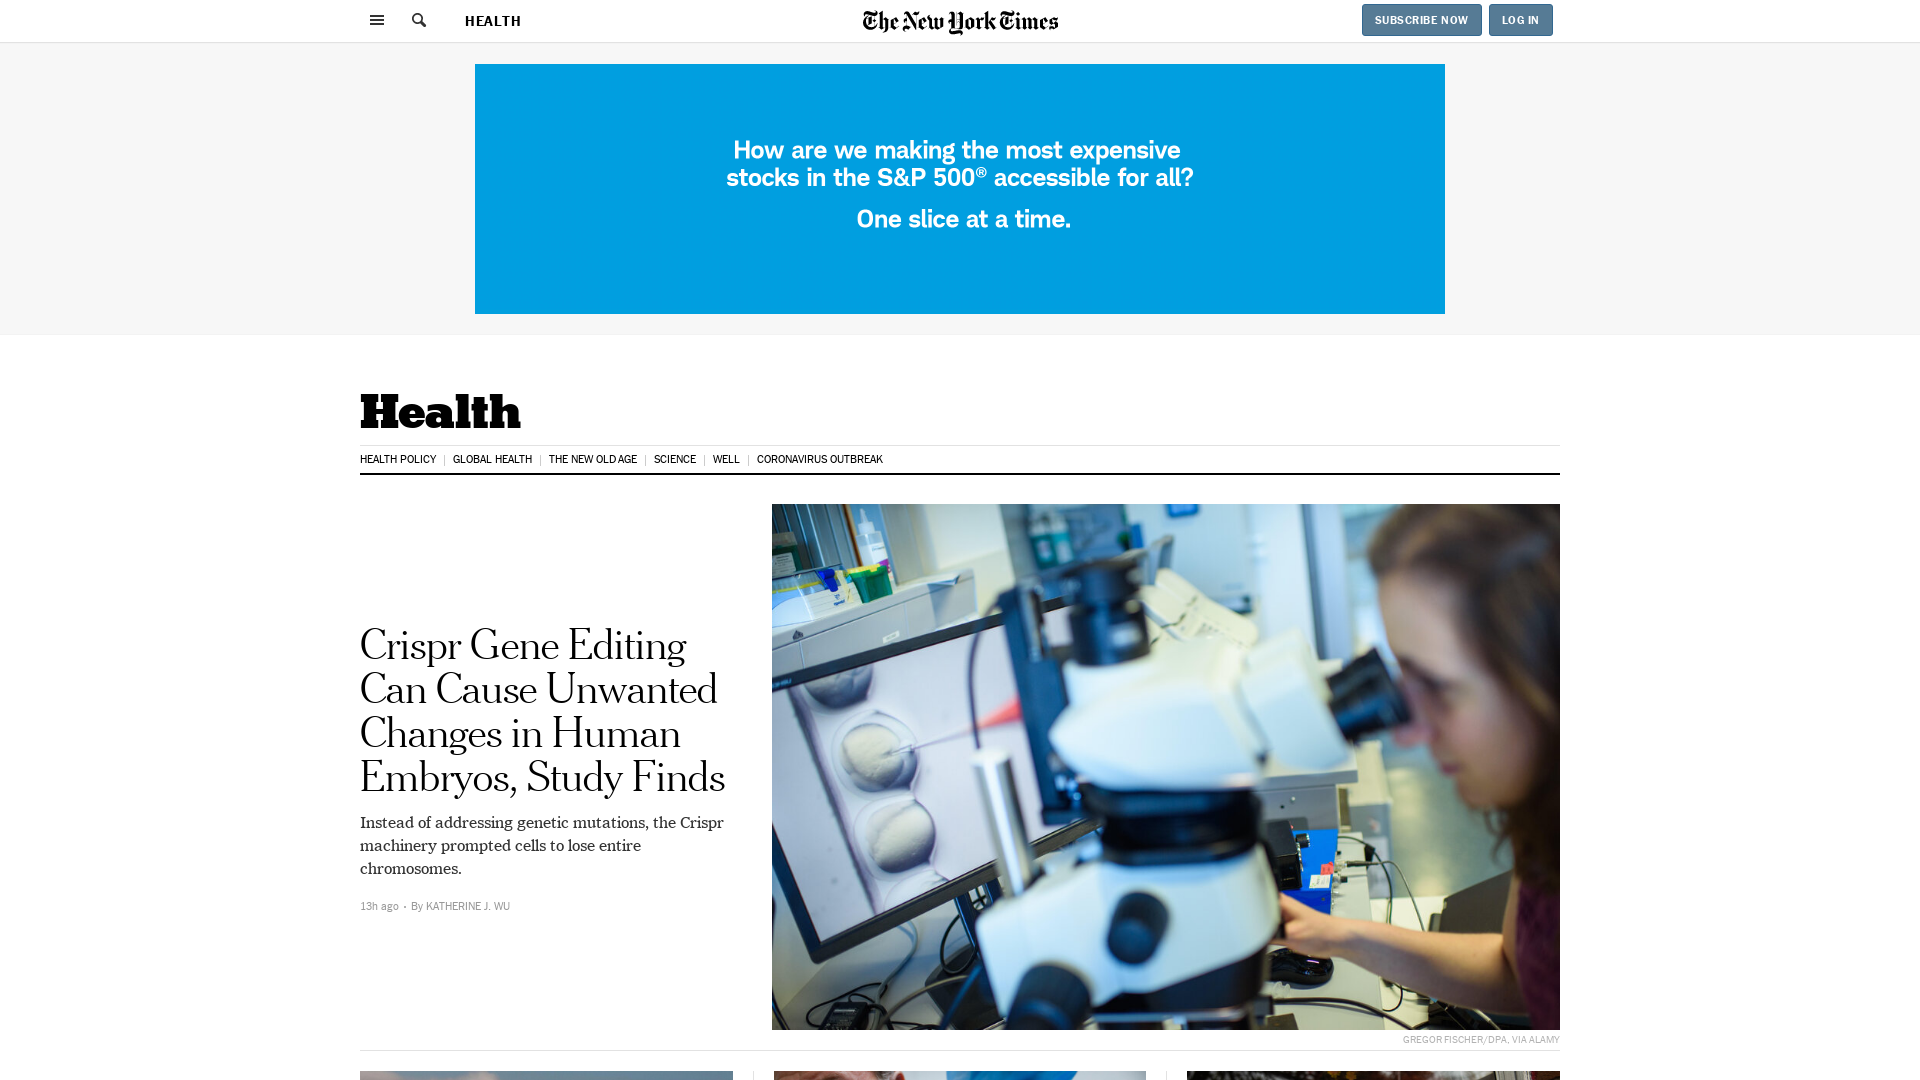 HEALTH
The New York Times
SUBSCRIBE NOW
LOG IN
How are we making the most expensive
stocks in the S&P 500® accessible for all?
One slice at a time.
Health
HEALTH POLICY
GLOBAL HEALTH
THE NEW OLD AGE
SCIENCE
WELL
CORONAVIRUS OUTBREAK
Crispr Gene Editing
Can Cause Unwanted
Changes in Human
Embryos, Study Finds
Instead of addressing genetic mutations, the Crispr
machinery prompted cells to lose entire
chromosomes.
13h ago · By KATHERINE J. WU
GREGOR FISCHER/DPA, VIA ALAMY